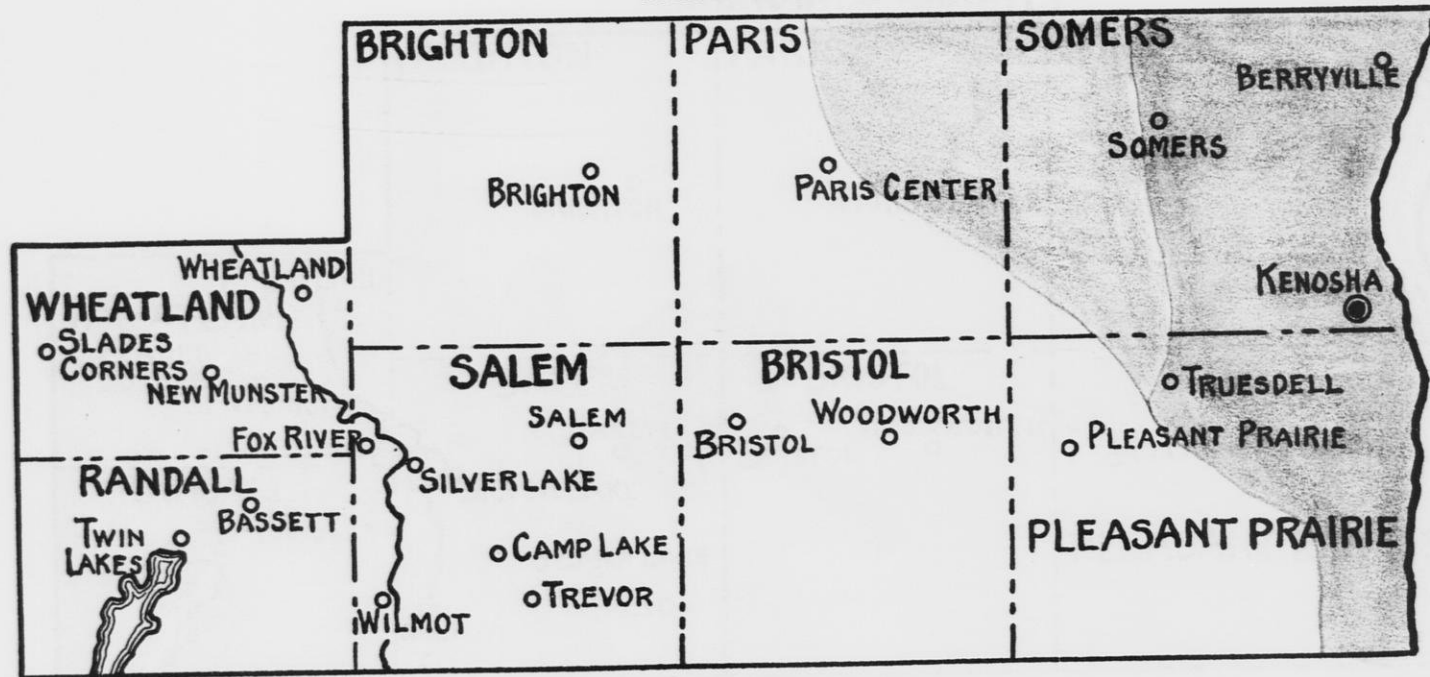 BRIGHTON
PARIS
SOMERS
BERRYVILLE
SOMERS
BRIGHTON
PARIS CENTER
WHEATLAND
KENOSHA
WHEATLAND
SLADES
CORNERS
NEW MUNSTER
SALEM
BRISTOL
TRUESDELL
SALEM
WOODWORTH
BRISTOL
PLEASANT PRAIRIE
FOX RIVER
SILVERLAKE
RANDALL
BASSETT
TWIN
LAKES
CAMP LAKE
PLEASANT PRAIRIE
TREVOR
WILMOT